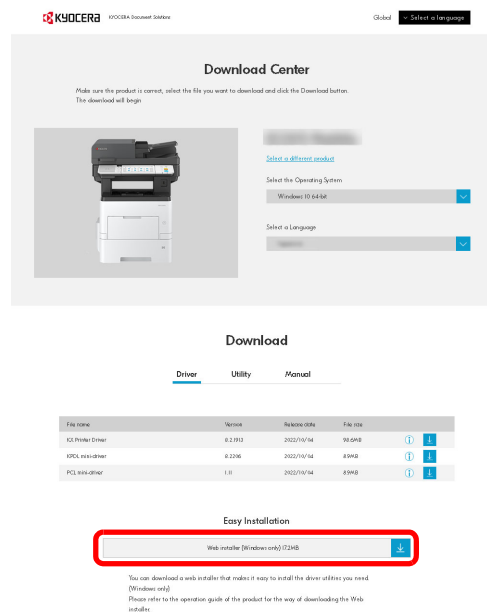 KYOCERA
KYOCERA Document Solutions
Global
Select a language
Download Center
Make sure the product is correct, select the file you want to download and click the Download button.
The download will begin
Select a different product
Select the Operating System
Windows 10 64-bit
Select a Language
Download
Driver Utility Manual
File name Version Release date File size
KX Printer Driver 8.2.1913 2022/10/04 98.6MB
KPDL mini-driver 8.2206 2022/10/04 8.9MB
PCL mini-driver 1.11 2022/10/04 8.9MB
Easy Installation
Web installer (Windows only) 17.2MB
You can download a web installer that makes it easy to install the driver utilities you need.
(Windows only)
Please refer to the operation guide of the product for the way of downloading the Web
installer.